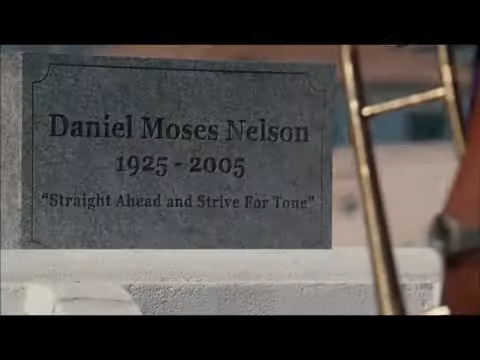 Daniel Moses Nelson
1925 - 2005
"Straight Ahead and Strive For Tone"